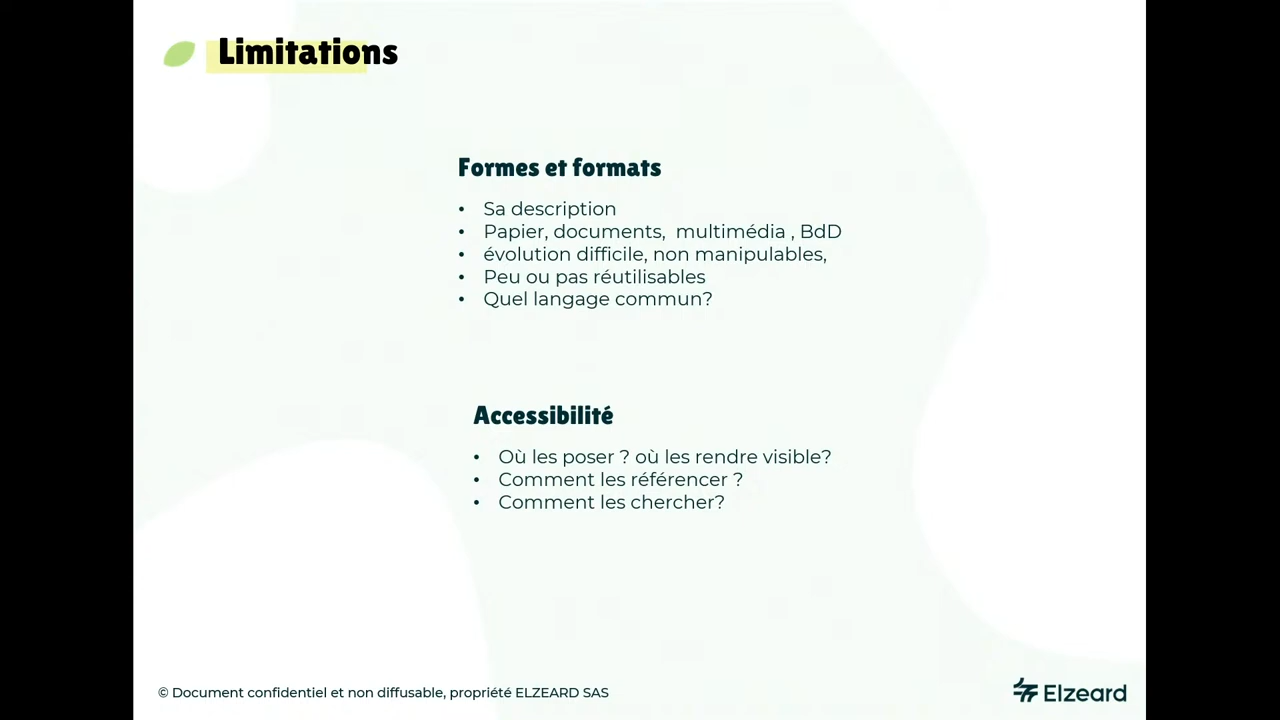 Limitations
Formes et formats
• Sa description
• Papier, documents, multimédia , BdD
• évolution difficile, non manipulables,
• Peu ou pas réutilisables
• Quel langage commun?
Accessibilité
• Où les poser ? où les rendre visible?
• Comment les référencer ?
• Comment les chercher?
© Document confidentiel et non diffusable, propriété ELZEARD SAS
Elzeard